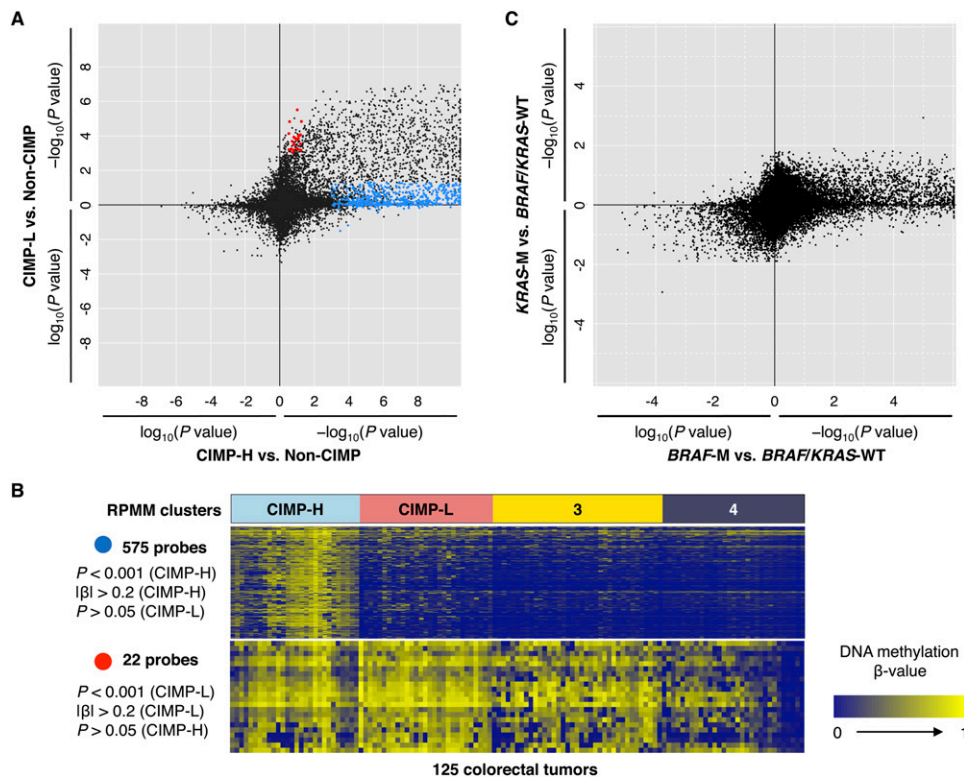 A
CIMP-L vs. Non-CIMP
−log10(P value)
log10(P value)
8
6
4
2
0
-2
-4
-6
-8
-8 -6 -4 -2 0 2 4 6 8
log10(P value) −log10(P value)
CIMP-H vs. Non-CIMP
C
KRAS-M vs. BRAF/KRAS-WT
−log10(P value)
log10(P value)
4
2
0
-2
-4
-4 -2 0 2 4
log10(P value) −log10(P value)
BRAF-M vs. BRAF/KRAS-WT
B
RPMM clusters CIMP-H CIMP-L 3 4
575 probes
P < 0.001 (CIMP-H)
|β| > 0.2 (CIMP-H)
P > 0.05 (CIMP-L)
22 probes
P < 0.001 (CIMP-L)
|β| > 0.2 (CIMP-L)
P > 0.05 (CIMP-H)
125 colorectal tumors
DNA methylation
β-value
0 1